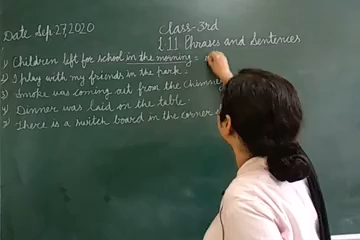 Date Sep 27, 2020
Class-3rd
L.11 Phrases and Sentences
1) Children left for school in the morning =
2) I play with my friends in the park.
3) Smoke was coming out from the chimney
4) Dinner was laid on the table.
5) There is a switch board in the corner